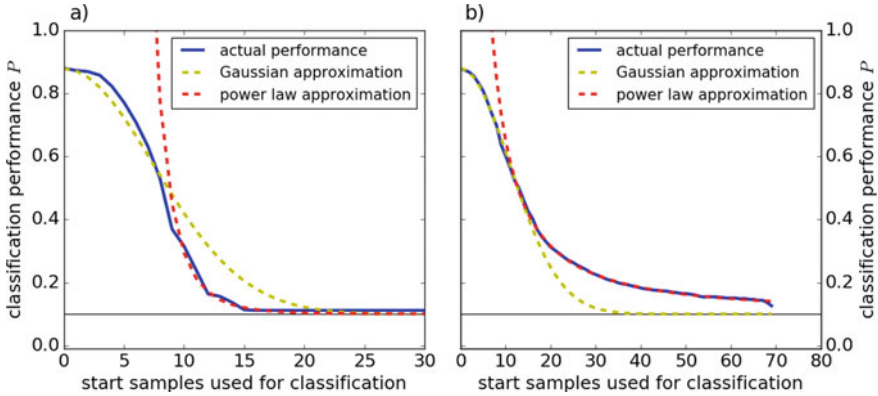 a)
1.0
0.8
0.6
0.4
0.2
0.0
classification performance P
actual performance
Gaussian approximation
power law approximation
0 5 10 15 20 25 30
start samples used for classification
b)
actual performance
Gaussian approximation
power law approximation
1.0
0.8
0.6
0.4
0.2
0.0
classification performance P
0 10 20 30 40 50 60 70 80
start samples used for classification